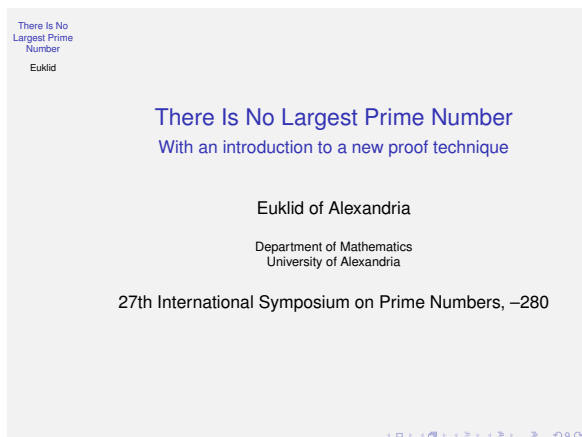 There Is No
Largest Prime
Number
Euklid
There Is No Largest Prime Number
With an introduction to a new proof technique
Euklid of Alexandria
Department of Mathematics
University of Alexandria
27th International Symposium on Prime Numbers, –280